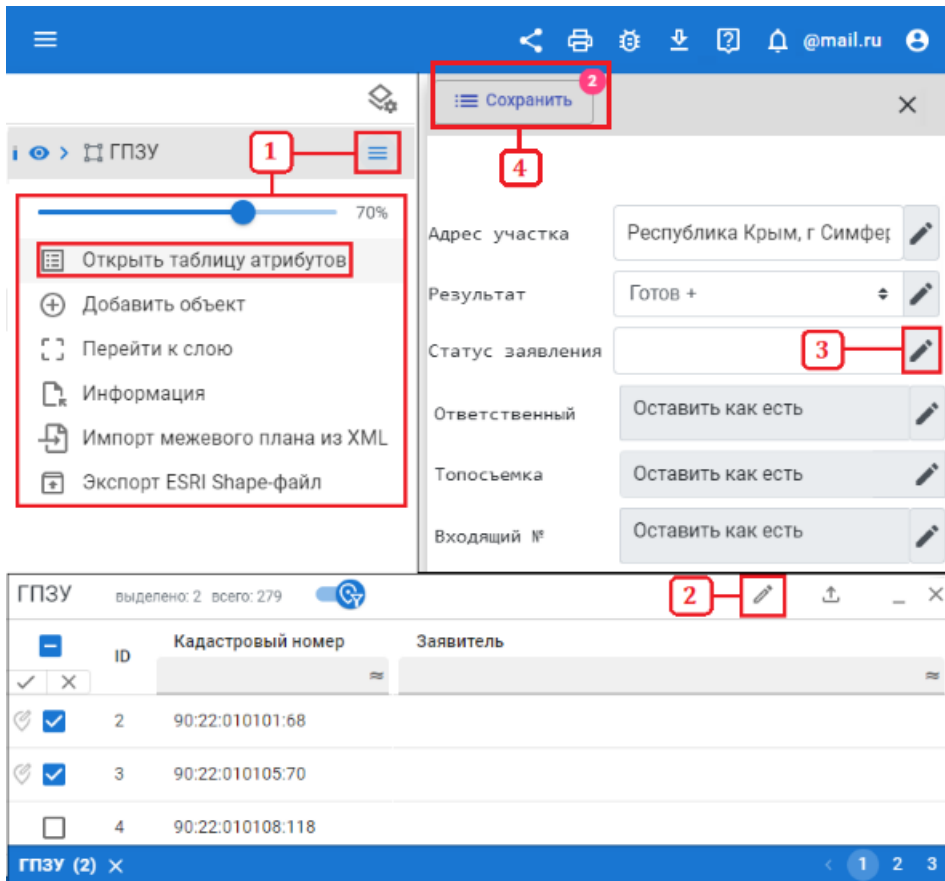 @mail.ru
i ГПЗУ
1
70%
Открыть таблицу атрибутов
Добавить объект
Перейти к слою
Информация
Импорт межевого плана из XML
Экспорт ESRI Shape-файл
Сохранить 2
4
Адрес участка Республика Крым, г Симфер
Результат Готов +
Статус заявления 3
Ответственный Оставить как есть
Топосъемка Оставить как есть
Входящий № Оставить как есть
ГПЗУ выделено: 2 всего: 279 2
ID Кадастровый номер Заявитель
≈ ≈
2 90:22:010101:68
3 90:22:010105:70
4 90:22:010108:118
ГПЗУ (2) × < 1 2 3